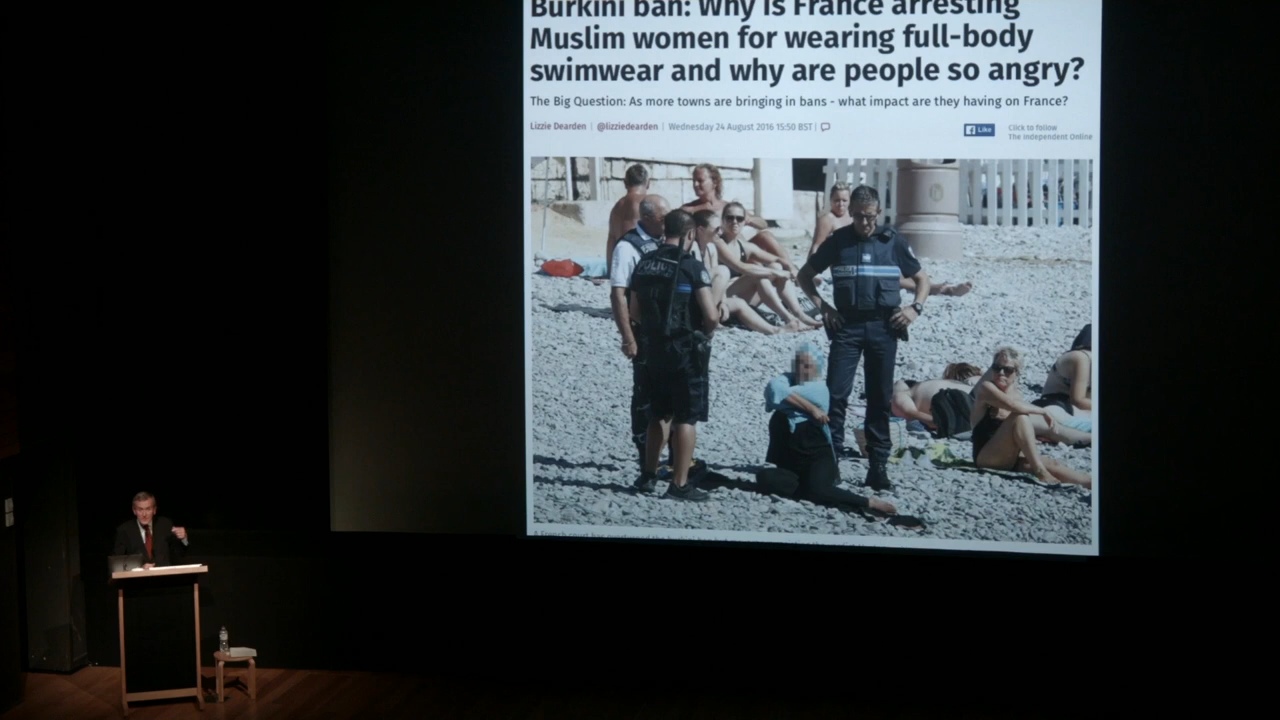 Burkini ban: Why is France arresting
Muslim women for wearing full-body
swimwear and why are people so angry?
The Big Question: As more towns are bringing in bans - what impact are they having on France?
Lizzie Dearden | @lizziedearden | Wednesday 24 August 2016 15:50 BST |
Like
Click to follow
The Independent Online
POLICE